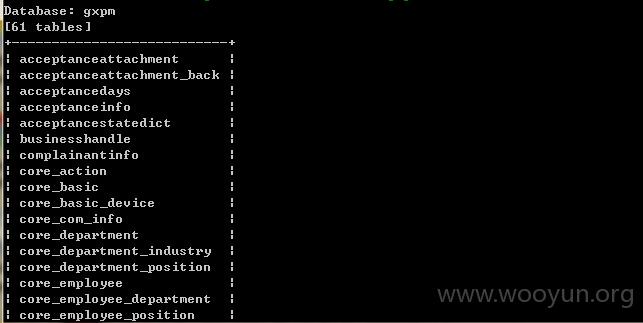 Database: gxpm
[61 tables]
+---------------------------+
¦ acceptanceattachment ¦
¦ acceptanceattachment_back ¦
¦ acceptancedays ¦
¦ acceptanceinfo ¦
¦ acceptancestatedict ¦
¦ businesshandle ¦
¦ complainantinfo ¦
¦ core_action ¦
¦ core_basic ¦
¦ core_basic_device ¦
¦ core_com_info ¦
¦ core_department ¦
¦ core_department_industry ¦
¦ core_department_position ¦
¦ core_employee ¦
¦ core_employee_department ¦
¦ core_employee_position ¦
www.wooyun.org